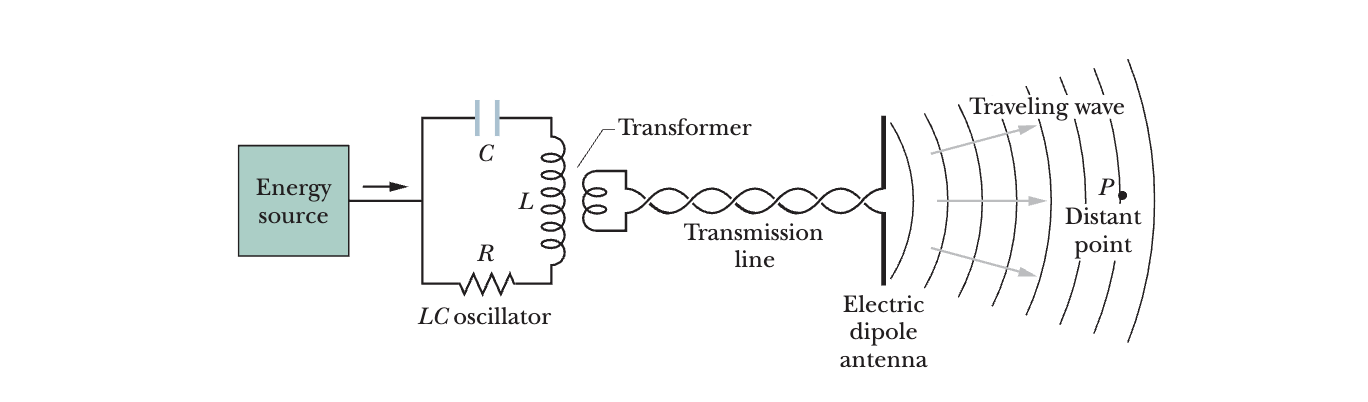 Energy
source
C
L
R
LC oscillator
Transformer
Transmission
line
Electric
dipole
antenna
Traveling wave
P
Distant
point